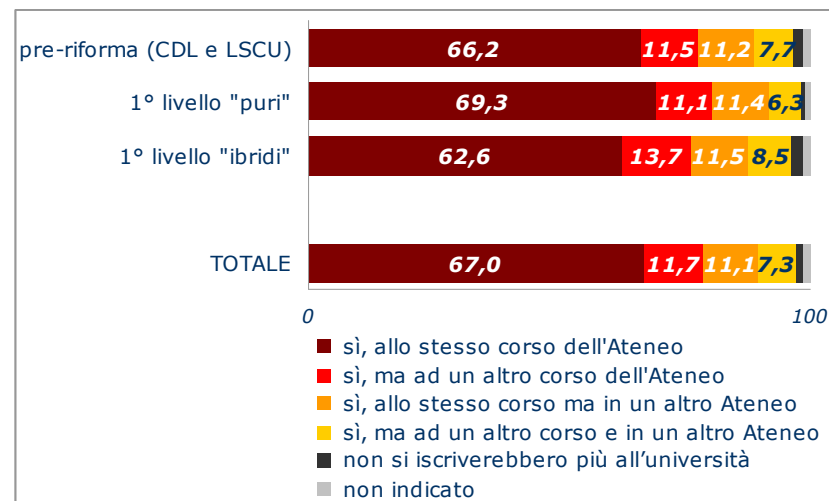 pre-riforma (CDL e LSCU) 66,2 11,5 11,2 7,7
1° livello "puri" 69,3 11,1 11,4 6,3
1° livello "ibridi" 62,6 13,7 11,5 8,5
TOTALE 67,0 11,7 11,1 7,3
0 100
sì, allo stesso corso dell'Ateneo
sì, ma ad un altro corso dell'Ateneo
sì, allo stesso corso ma in un altro Ateneo
sì, ma ad un altro corso e in un altro Ateneo
non si iscriverebbero più all’università
non indicato